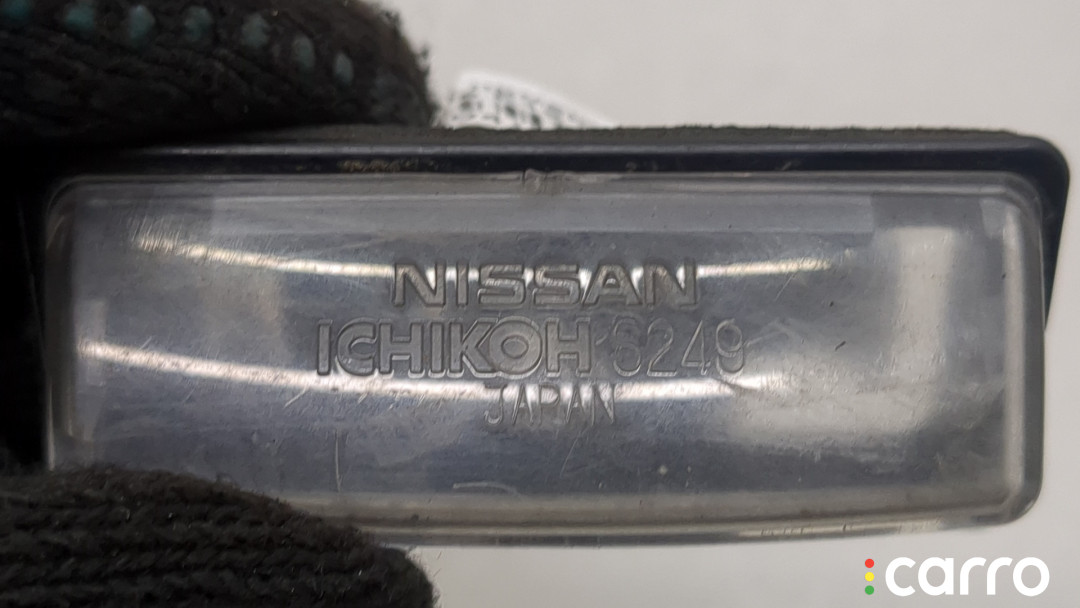 NISSAN
ICHIKOH 6249
JAPAN
carro